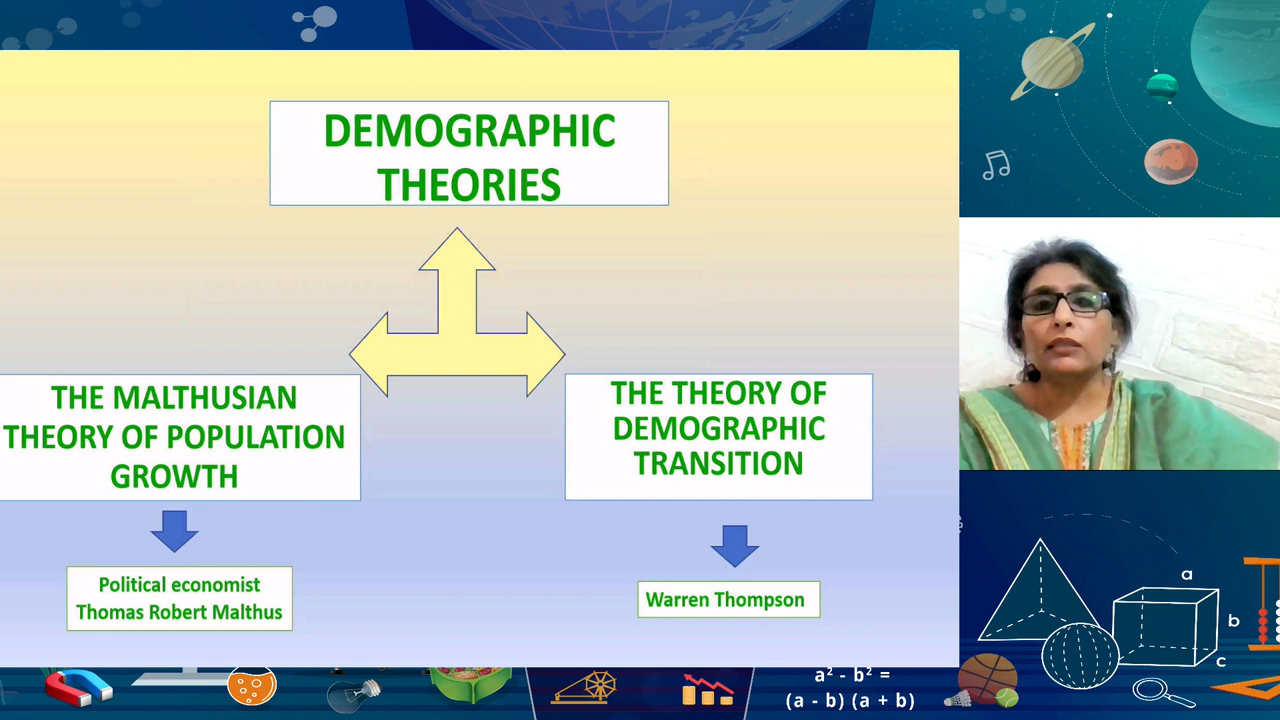 DEMOGRAPHIC
THEORIES
THE MALTHUSIAN
THEORY OF POPULATION
GROWTH
THE THEORY OF
DEMOGRAPHIC
TRANSITION
Political economist
Thomas Robert Malthus
Warren Thompson
a
b
c
a² - b² =
(a - b) (a + b)